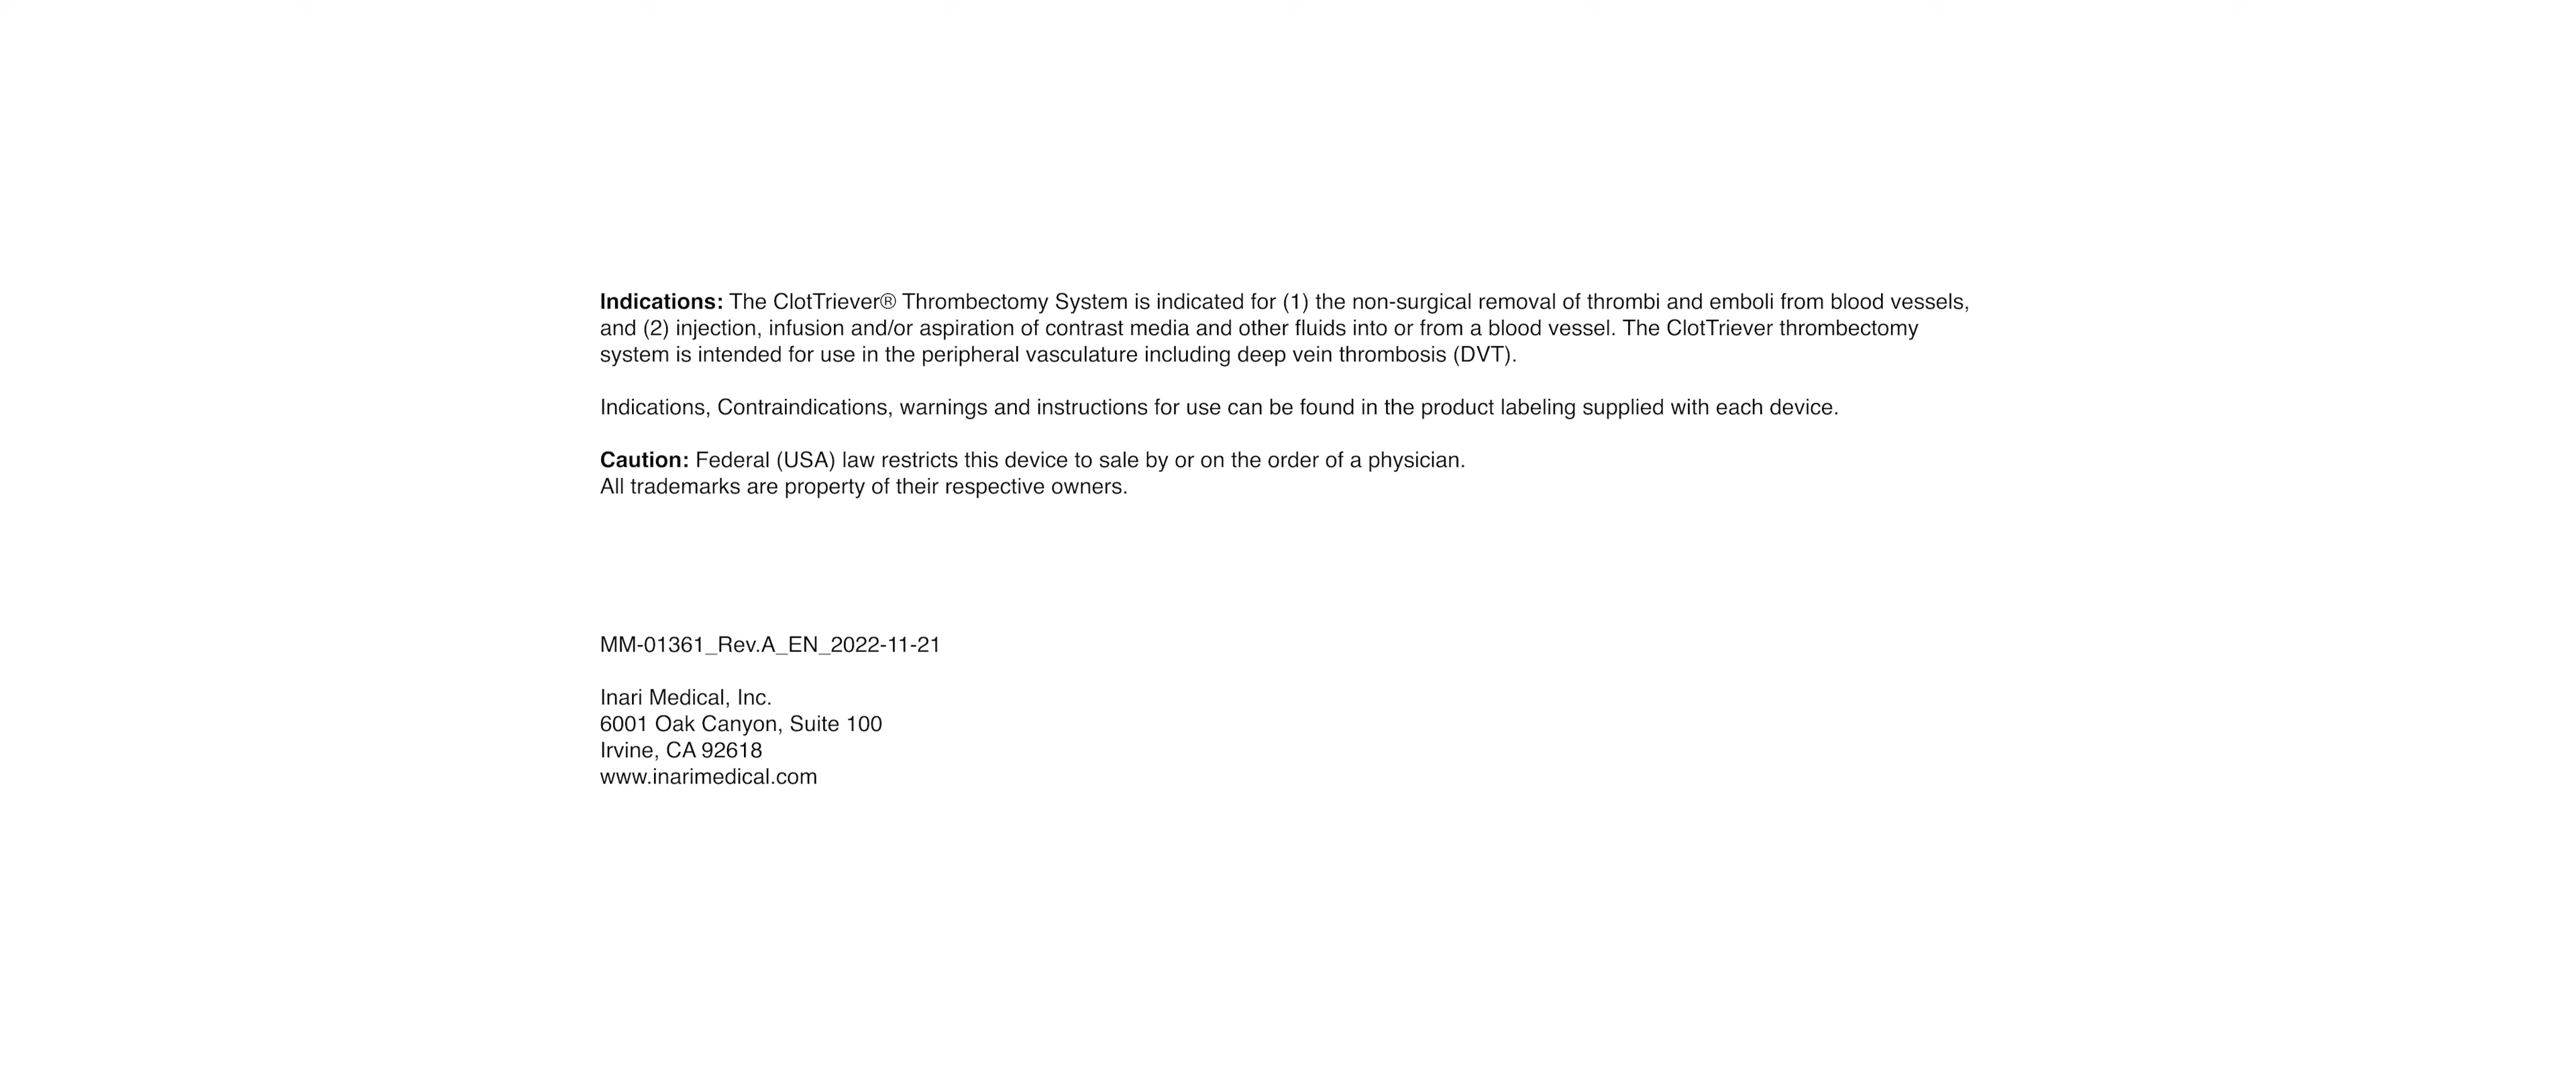 Indications: The ClotTriever® Thrombectomy System is indicated for (1) the non-surgical removal of thrombi and emboli from blood vessels,
and (2) injection, infusion and/or aspiration of contrast media and other fluids into or from a blood vessel. The ClotTriever thrombectomy
system is intended for use in the peripheral vasculature including deep vein thrombosis (DVT).
Indications, Contraindications, warnings and instructions for use can be found in the product labeling supplied with each device.
Caution: Federal (USA) law restricts this device to sale by or on the order of a physician.
All trademarks are property of their respective owners.
MM-01361_Rev.A_EN_2022-11-21
Inari Medical, Inc.
6001 Oak Canyon, Suite 100
Irvine, CA 92618
www.inarimedical.com